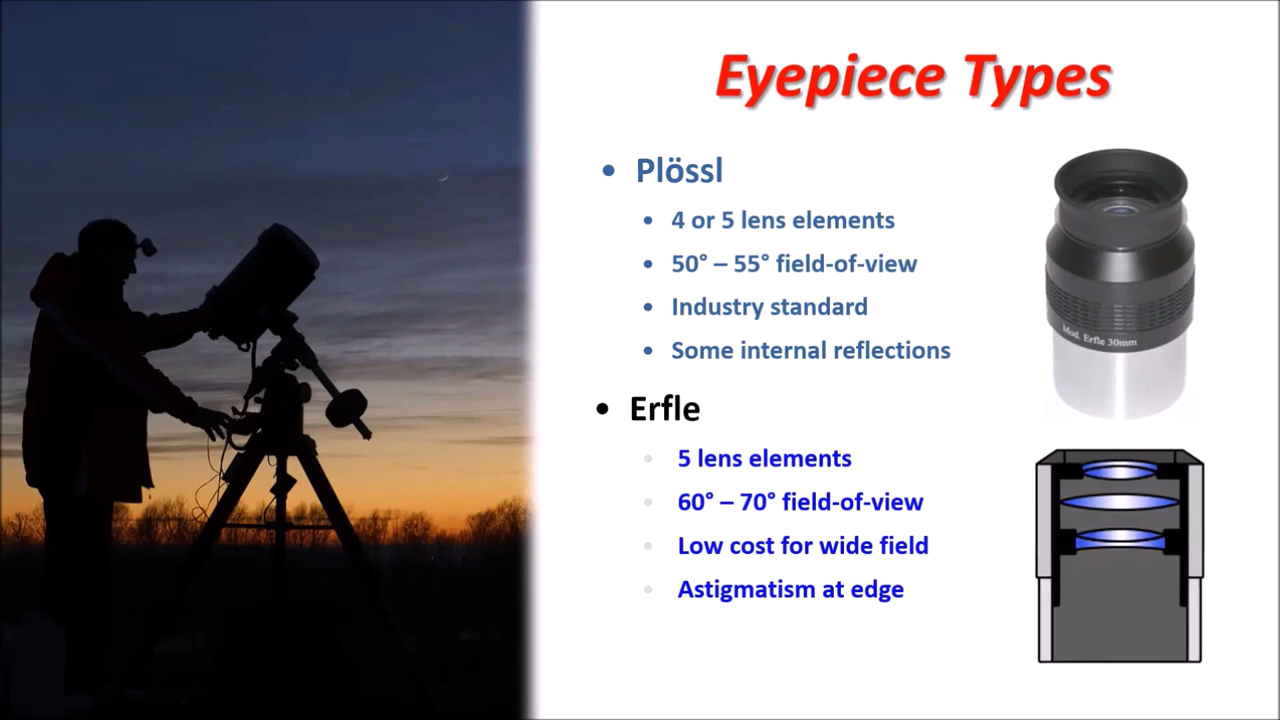 Eyepiece Types
• Plössl
• 4 or 5 lens elements
• 50° – 55° field-of-view
• Industry standard
• Some internal reflections
Mod. Erfle 30mm
• Erfle
• 5 lens elements
• 60° – 70° field-of-view
• Low cost for wide field
• Astigmatism at edge